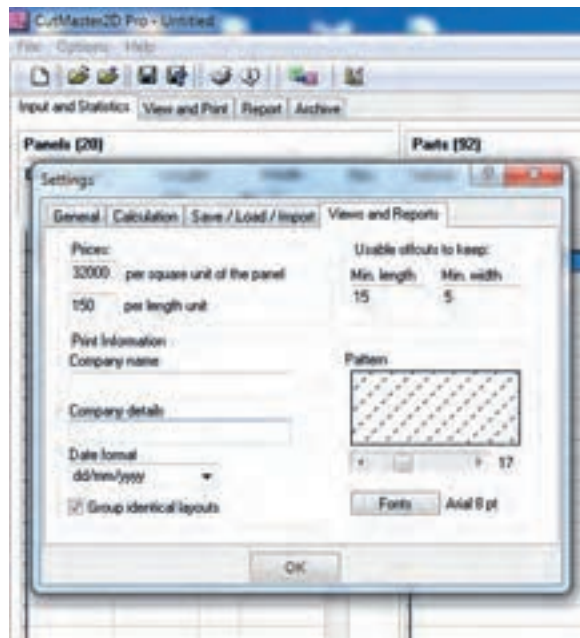 CutMaster2D Pro - Untitled
File Options Help
Input and Statistics View and Print Report Archive
Panels (20) Parts (92)
Settings
General Calculation Save / Load / Import Views and Reports
Prices: Usable offcuts to keep:
32000 per square unit of the panel Min. length Min. width
150 per length unit 15 5
Print Information
Company name Pattern
Company details
Date format
dd/mm/yyyy 17
Group identical layouts Fonts Arial 8 pt
OK